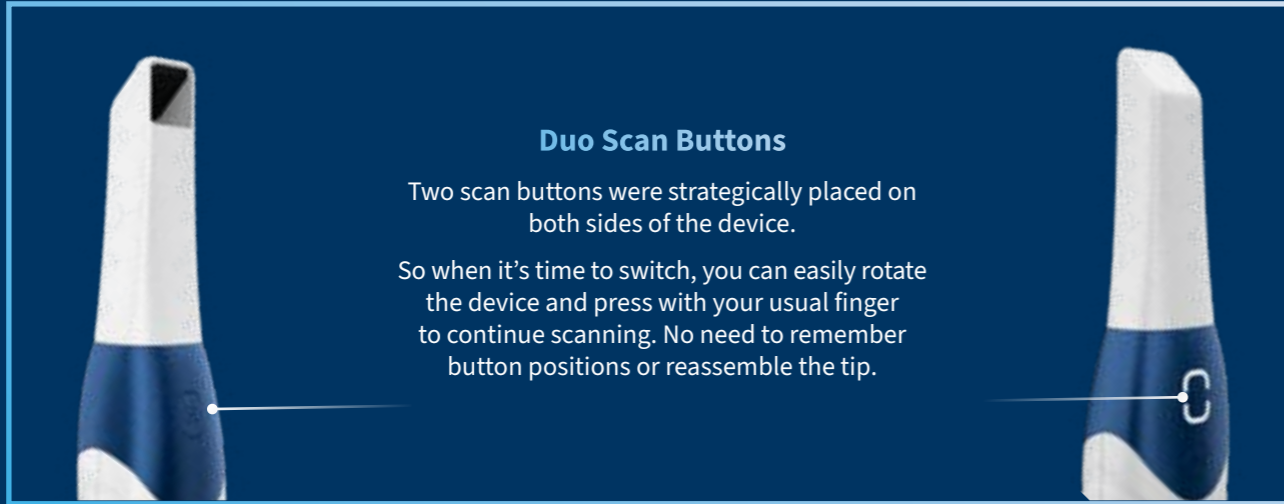 Duo Scan Buttons
Two scan buttons were strategically placed on
both sides of the device.
So when it’s time to switch, you can easily rotate
the device and press with your usual finger
to continue scanning. No need to remember
button positions or reassemble the tip.